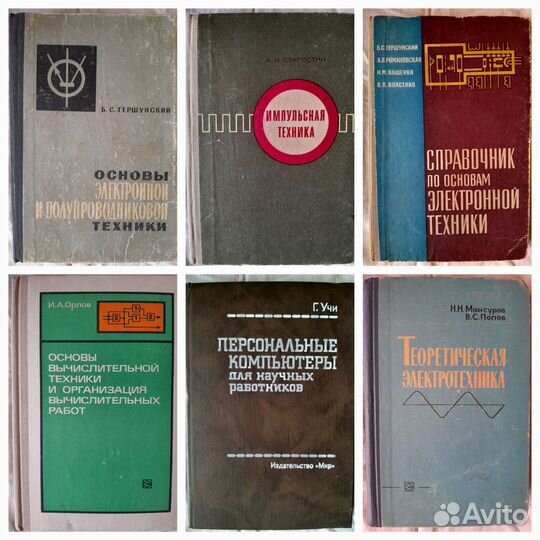 Б. С. ГЕРШУНСКИЙ
ОСНОВЫ
ЭЛЕКТРОННОЙ
И ПОЛУПРОВОДНИКОВОЙ
ТЕХНИКИ
А. Н. СТАРОСТИН
ИМПУЛЬСНАЯ
ТЕХНИКА
Б.С. ГЕРШУНСКИЙ
А.В. РОМАНОВСКАЯ
Н.М. ВАЩЕНКО
В.В. ВЛАСЕНКО
СПРАВОЧНИК
ПО ОСНОВАМ
ЭЛЕКТРОННОЙ
ТЕХНИКИ
И.А.Орлов
ОСНОВЫ
ВЫЧИСЛИТЕЛЬНОЙ
ТЕХНИКИ
И ОРГАНИЗАЦИЯ
ВЫЧИСЛИТЕЛЬНЫХ
РАБОТ
Г. Учи
ПЕРСОНАЛЬНЫЕ
КОМПЬЮТЕРЫ
для научных
работников
Издательство «Мир»
Н.Н.Мансуров
В.С.Попов
ТЕОРЕТИЧЕСКАЯ
ЭЛЕКТРОТЕХНИКА
Avito